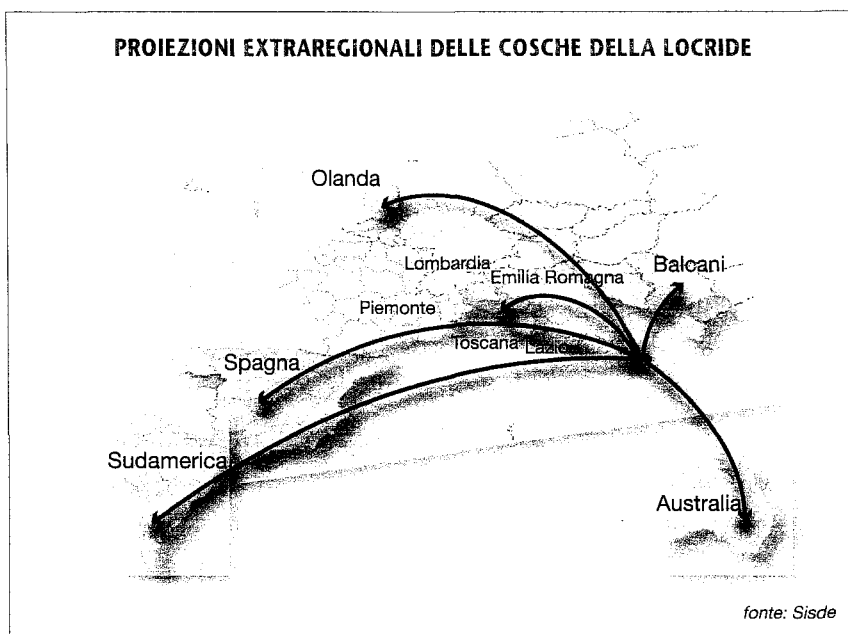 PROIEZIONI EXTRAREGIONALI DELLE COSCHE DELLA LOCRIDE
Olanda
Lombardia
Emilia Romagna
Balcani
Piemonte
Toscana
Lazio
Spagna
Sudamerica
Australia
fonte: Sisde